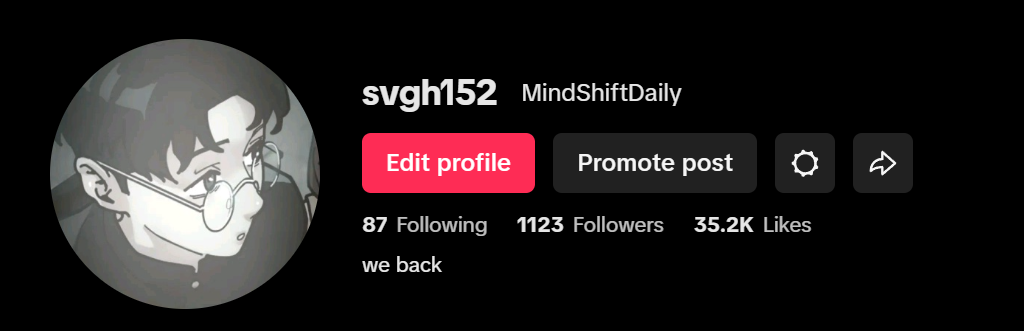 svgh152 MindShiftDaily
Edit profile Promote post
87 Following 1123 Followers 35.2K Likes
we back